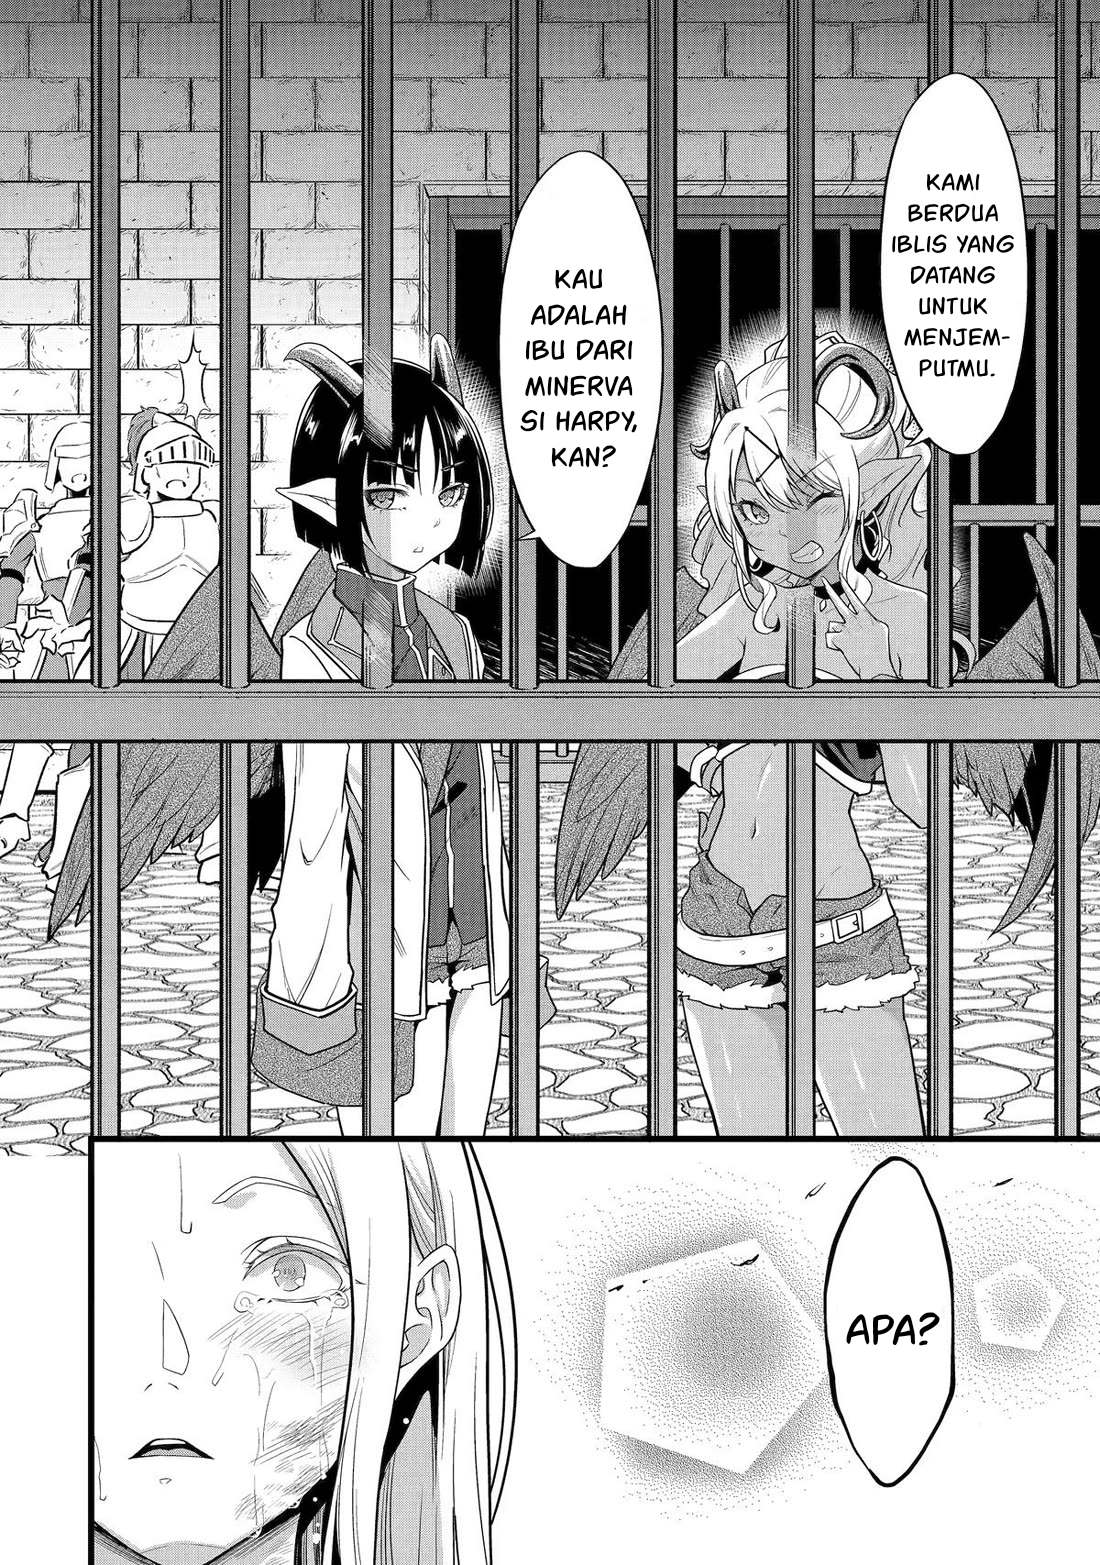 KAMI
BERDUA
IBLIS YANG
DATANG
UNTUK
MENJEM-
PUTMU.
KAU
ADALAH
IBU DARI
MINERVA
SI HARPY,
KAN?
APA?